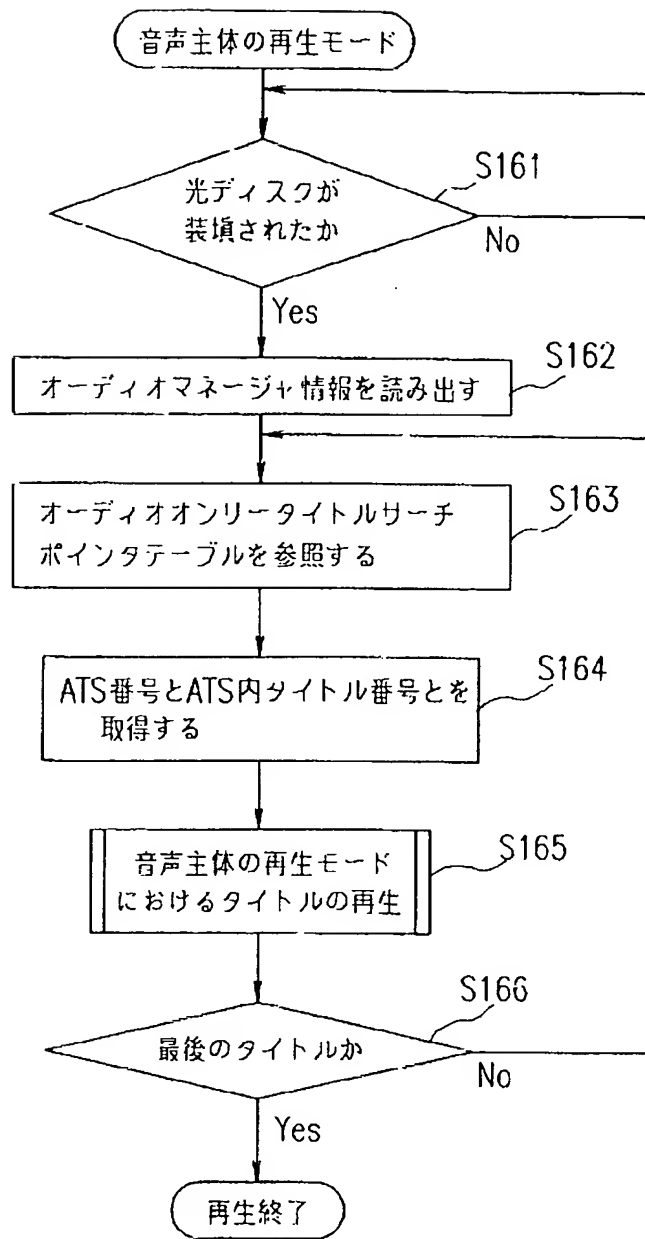 音声主体の再生モード
S161
光ディスクが
装填されたか
No
Yes
S162
オーディオマネージャ情報を読み出す
S163
オーディオオンリータイトルサーチ
ポインタテーブルを参照する
S164
ATS番号とATS内タイトル番号とを
取得する
S165
音声主体の再生モード
におけるタイトルの再生
S166
最後のタイトルか
No
Yes
再生終了